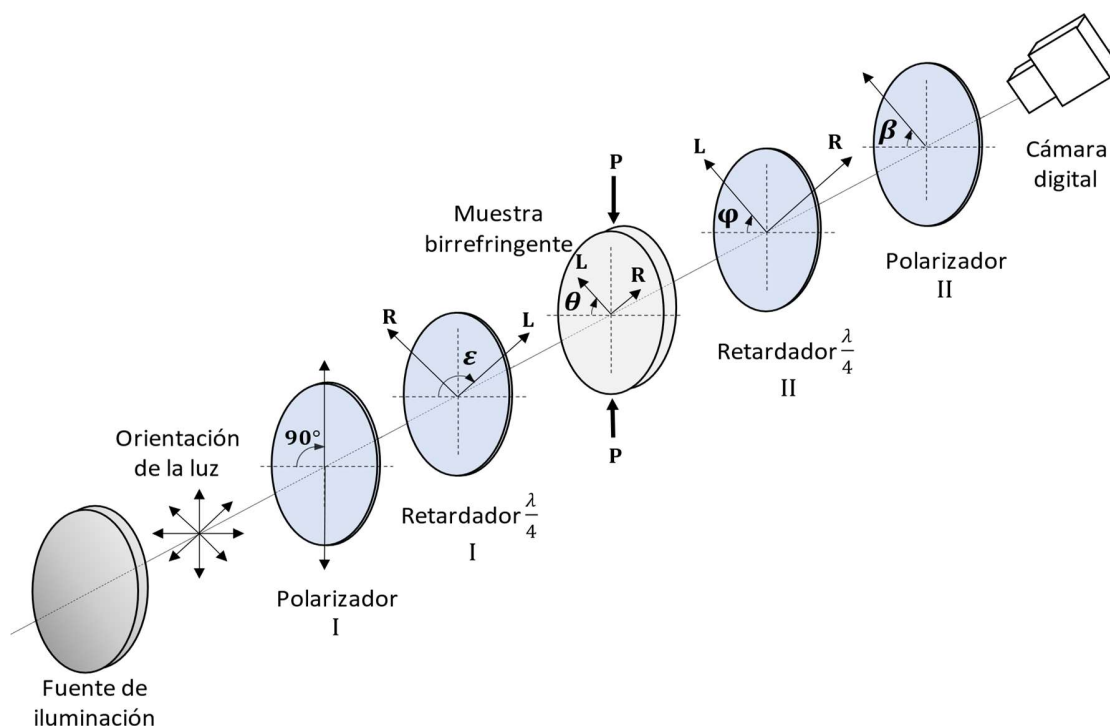 Fuente de
iluminación
Orientación
de la luz
90°
Polarizador
I
R
L
ε
Retardador λ/4
I
Muestra
birrefringente
P
L
R
θ
P
L
R
φ
Retardador λ/4
II
β
Polarizador
II
Cámara
digital